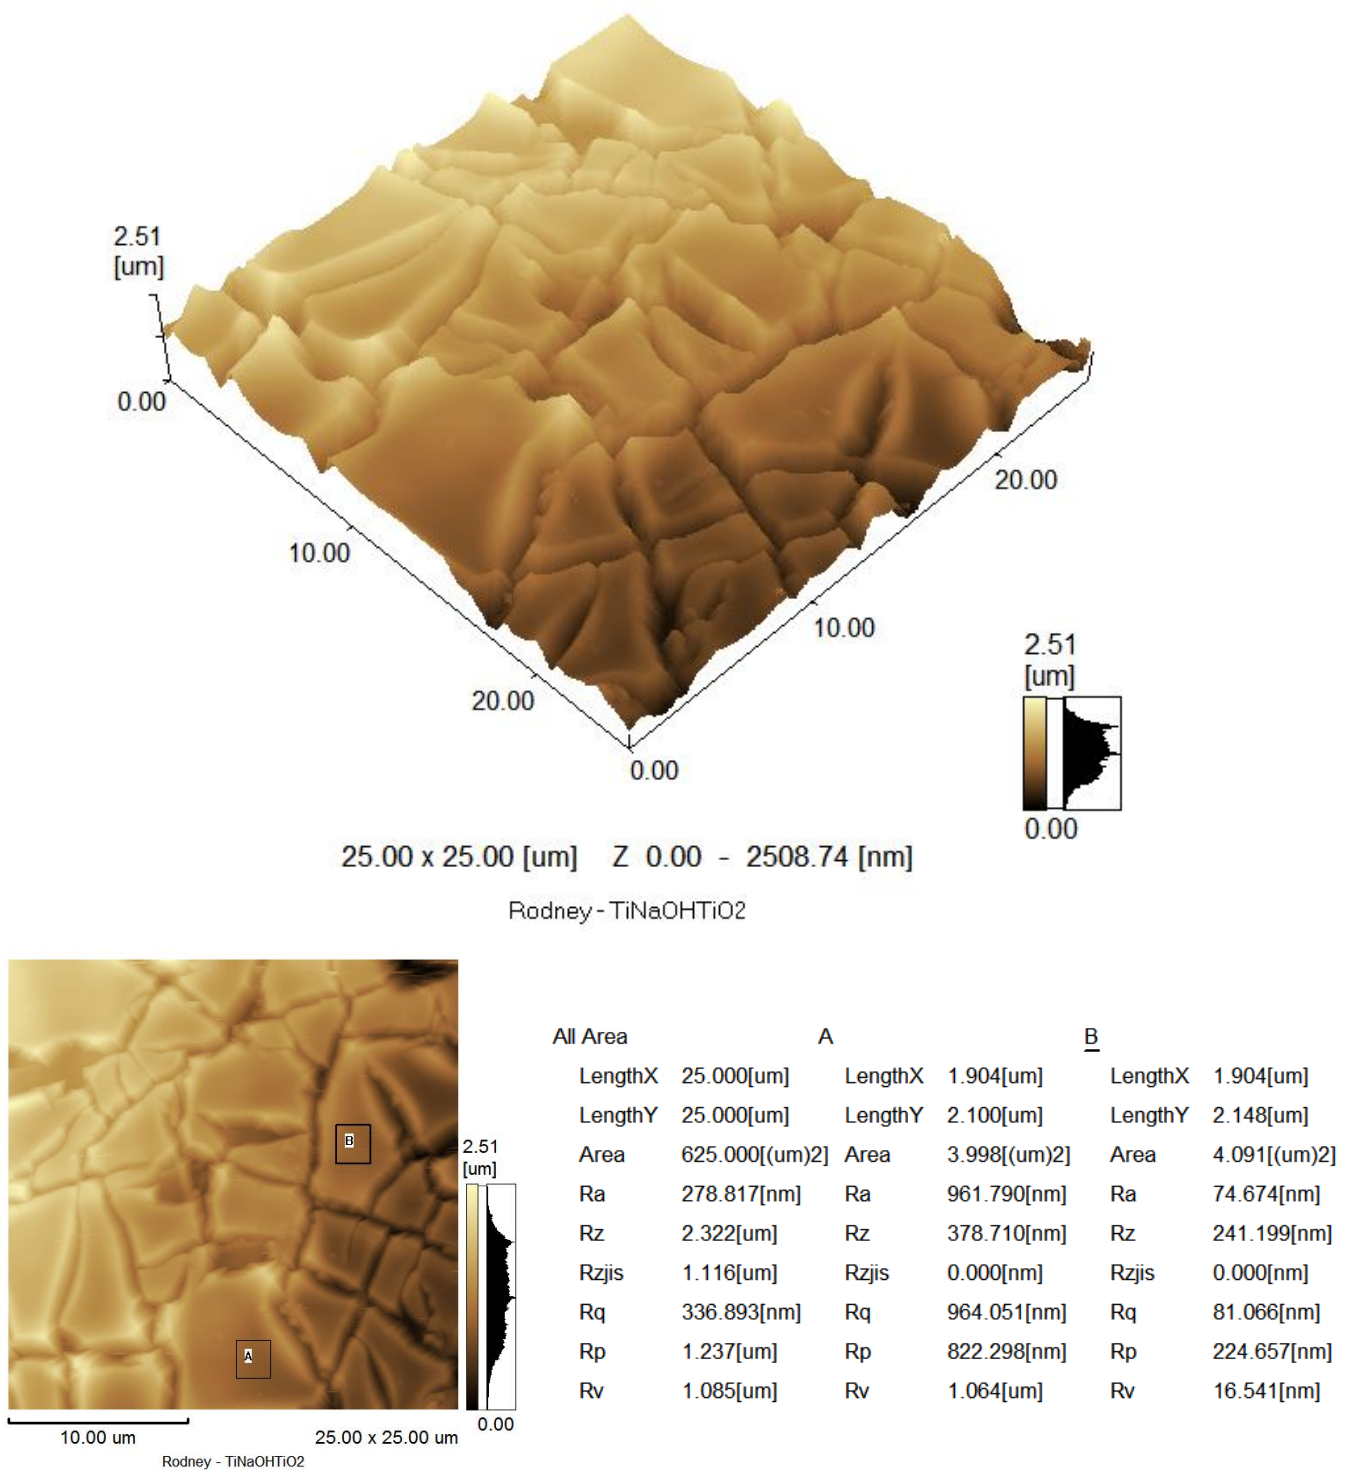 2.51
[um]
0.00
10.00
20.00
0.00
10.00
20.00
2.51
[um]
0.00
25.00 x 25.00 [um] Z 0.00 - 2508.74 [nm]
Rodney - TiNaOHTiO2
B
A
2.51
[um]
0.00
10.00 um 25.00 x 25.00 um
Rodney - TiNaOHTiO2
All Area A B
LengthX 25.000[um] LengthX 1.904[um] LengthX 1.904[um]
LengthY 25.000[um] LengthY 2.100[um] LengthY 2.148[um]
Area 625.000[(um)2] Area 3.998[(um)2] Area 4.091[(um)2]
Ra 278.817[nm] Ra 961.790[nm] Ra 74.674[nm]
Rz 2.322[um] Rz 378.710[nm] Rz 241.199[nm]
Rzjis 1.116[um] Rzjis 0.000[nm] Rzjis 0.000[nm]
Rq 336.893[nm] Rq 964.051[nm] Rq 81.066[nm]
Rp 1.237[um] Rp 822.298[nm] Rp 224.657[nm]
Rv 1.085[um] Rv 1.064[um] Rv 16.541[nm]